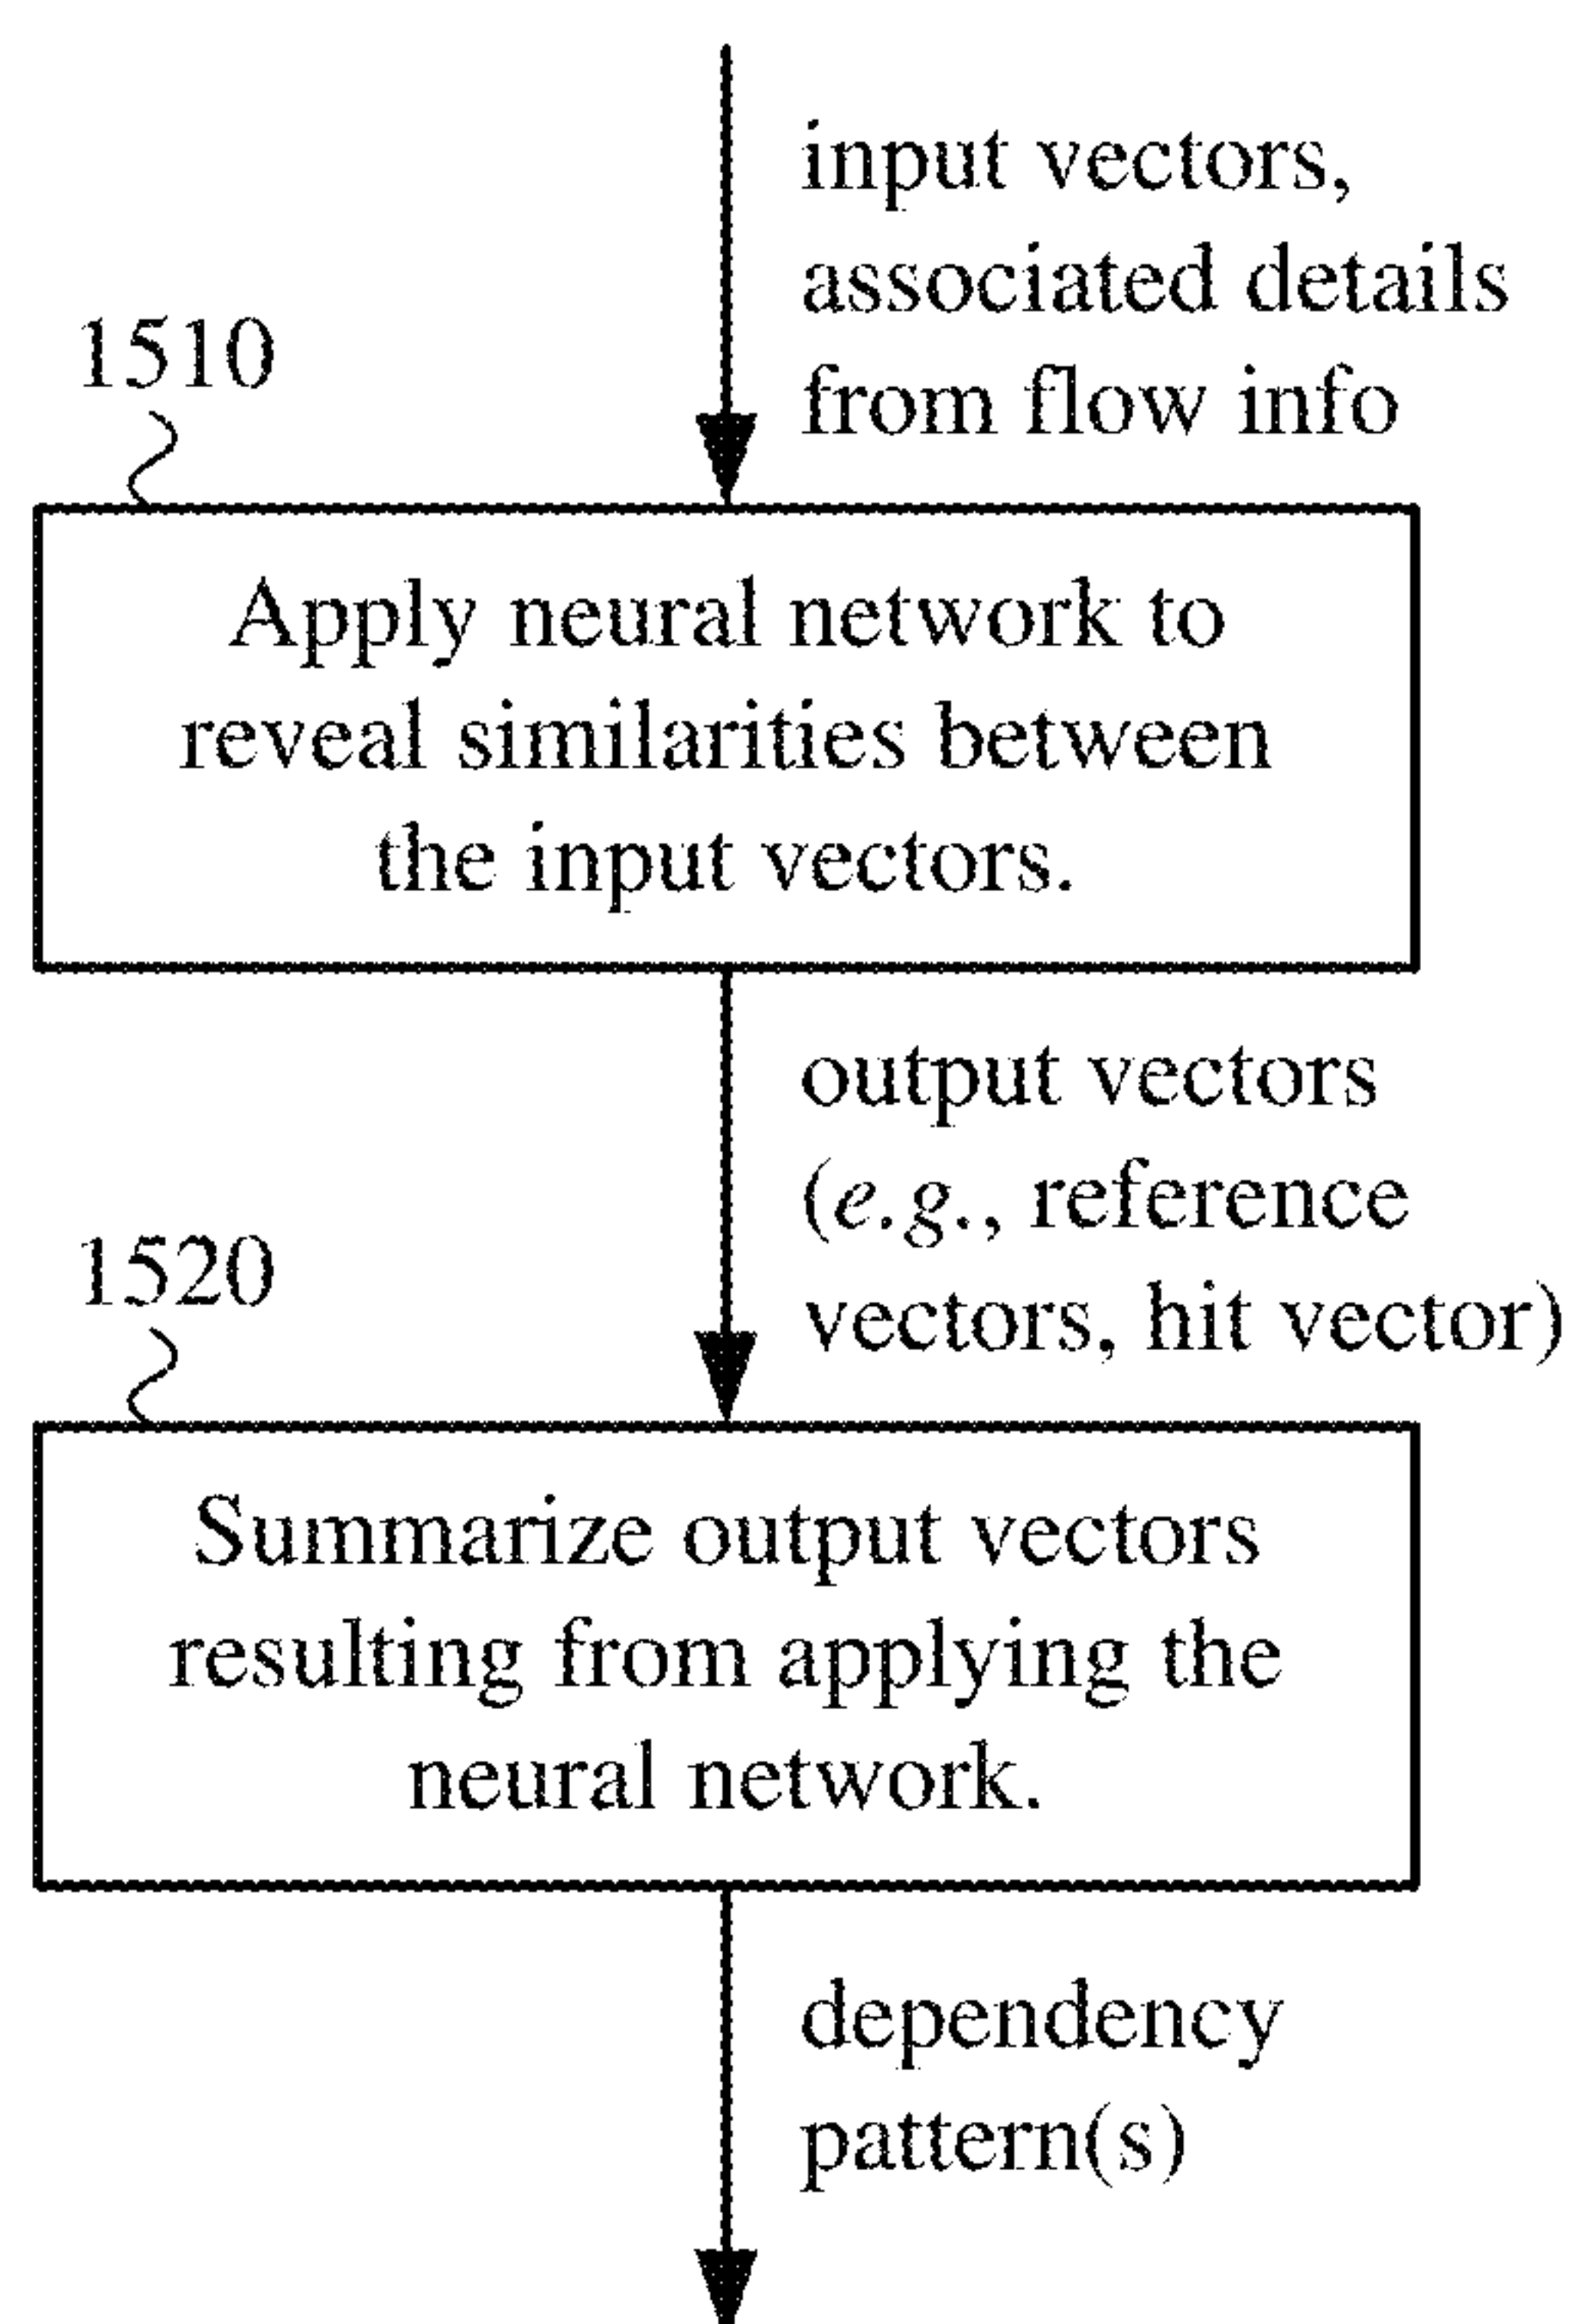 input vectors,
associated details
from flow info
1510
Apply neural network to
reveal similarities between
the input vectors.
output vectors
(e.g., reference
vectors, hit vector)
1520
Summarize output vectors
resulting from applying the
neural network.
dependency
pattern(s)